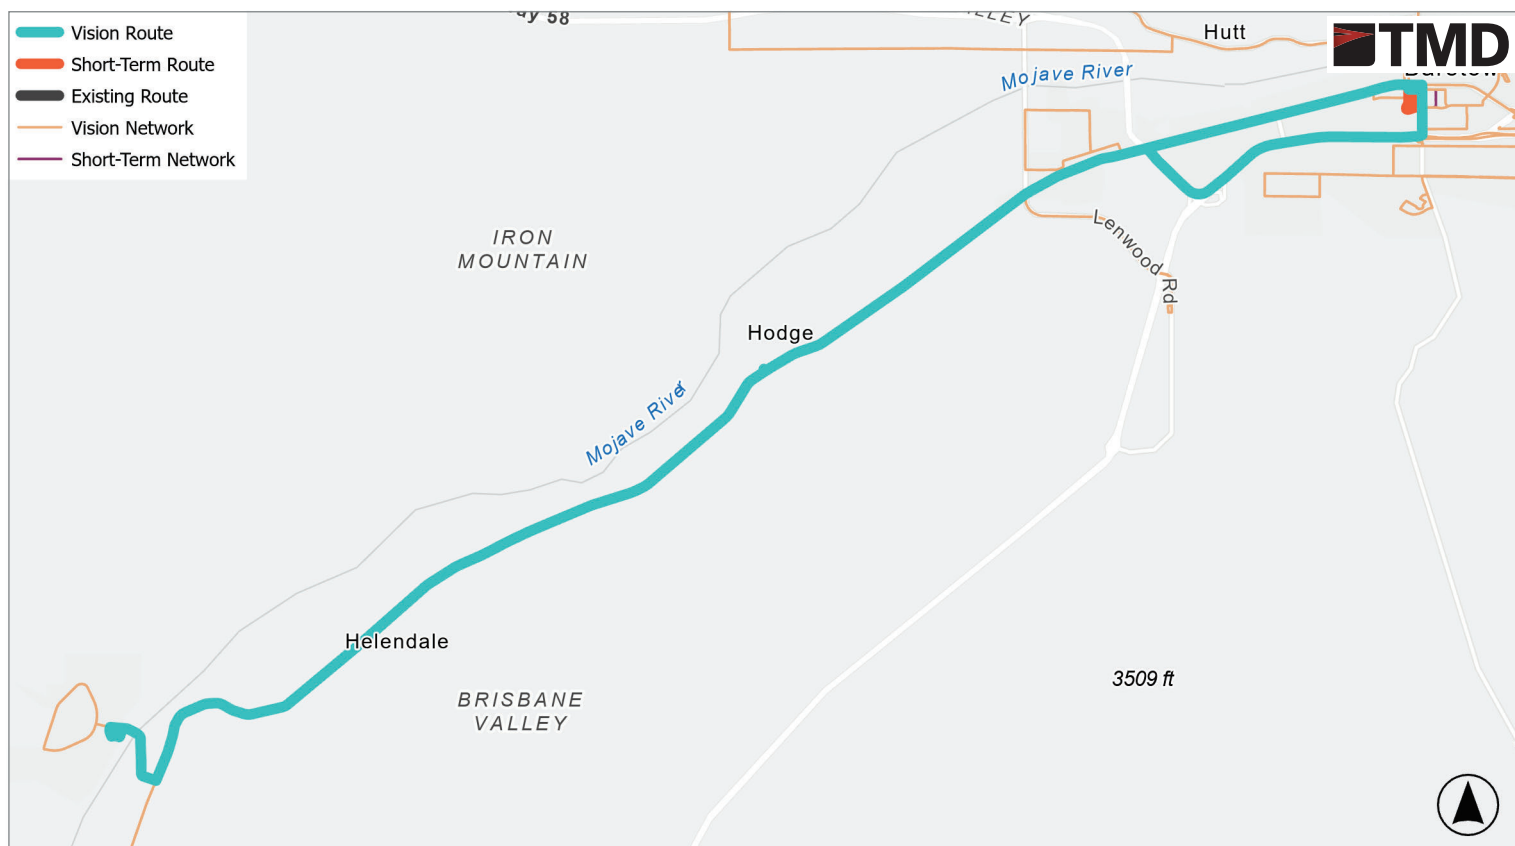 Vision Route
Short-Term Route
Existing Route
Vision Network
Short-Term Network
58
Hutt
TMD
Mojave River
Lenwood Rd
IRON
MOUNTAIN
Hodge
Mojave River
Helendale
BRISBANE
VALLEY
3509 ft